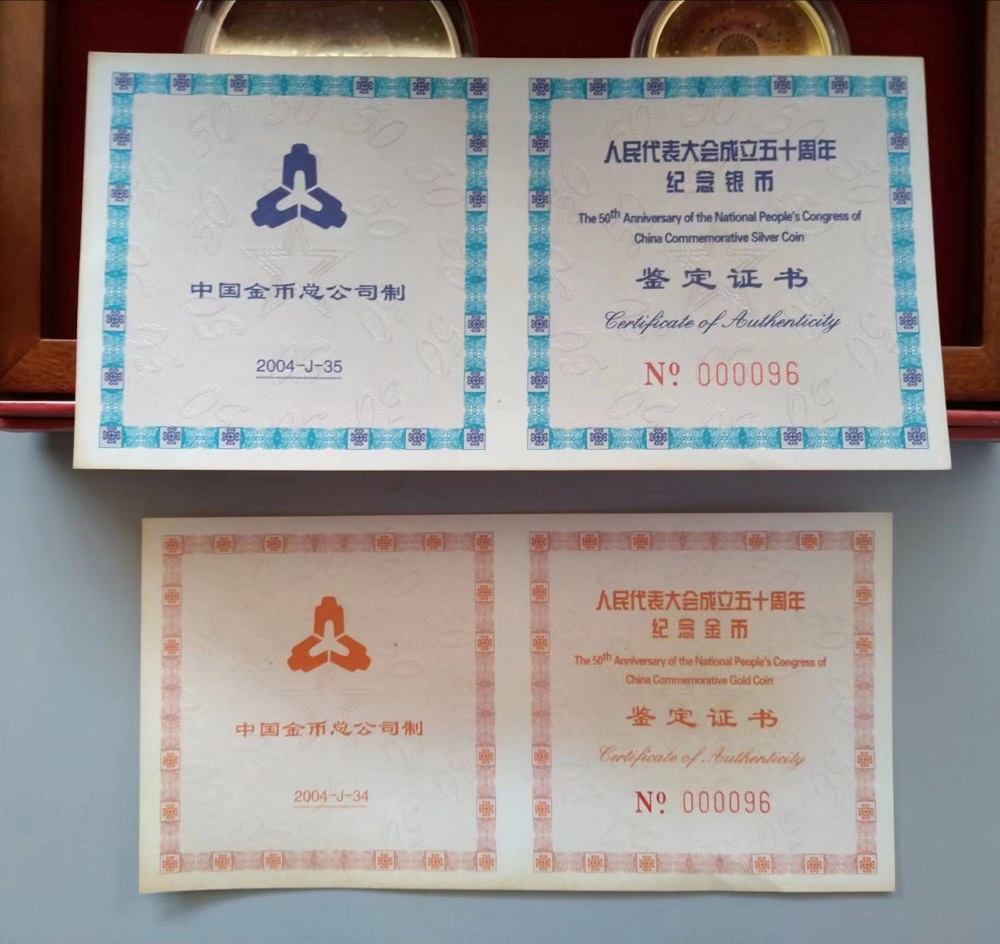 中国金币总公司制
2004-J-35
人民代表大会成立五十周年
纪念银币
The 50th Anniversary of the National People's Congress of
China Commemorative Silver Coin
鉴定证书
Certificate of Authenticity
Nº 000096
中国金币总公司制
2004-J-34
人民代表大会成立五十周年
纪念金币
The 50th Anniversary of the National People's Congress of
China Commemorative Gold Coin
鉴定证书
Certificate of Authenticity
Nº 000096